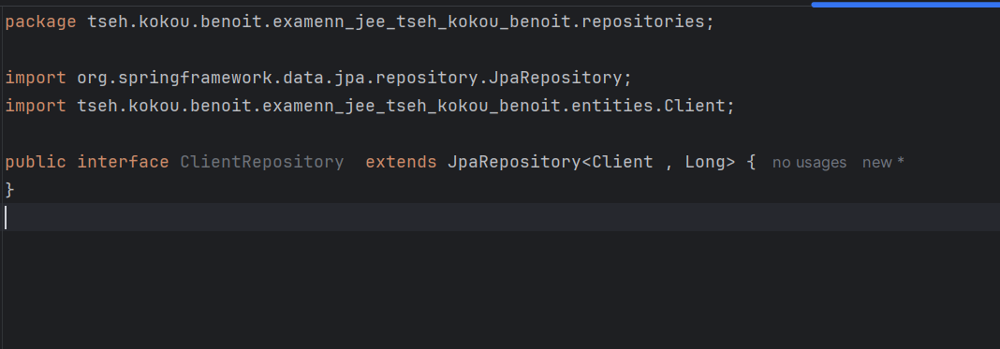 package tseh.kokou.benoit.examenn_jee_tseh_kokou_benoit.repositories;
import org.springframework.data.jpa.repository.JpaRepository;
import tseh.kokou.benoit.examenn_jee_tseh_kokou_benoit.entities.Client;
public interface ClientRepository  extends JpaRepository<Client , Long> { no usages new *
}